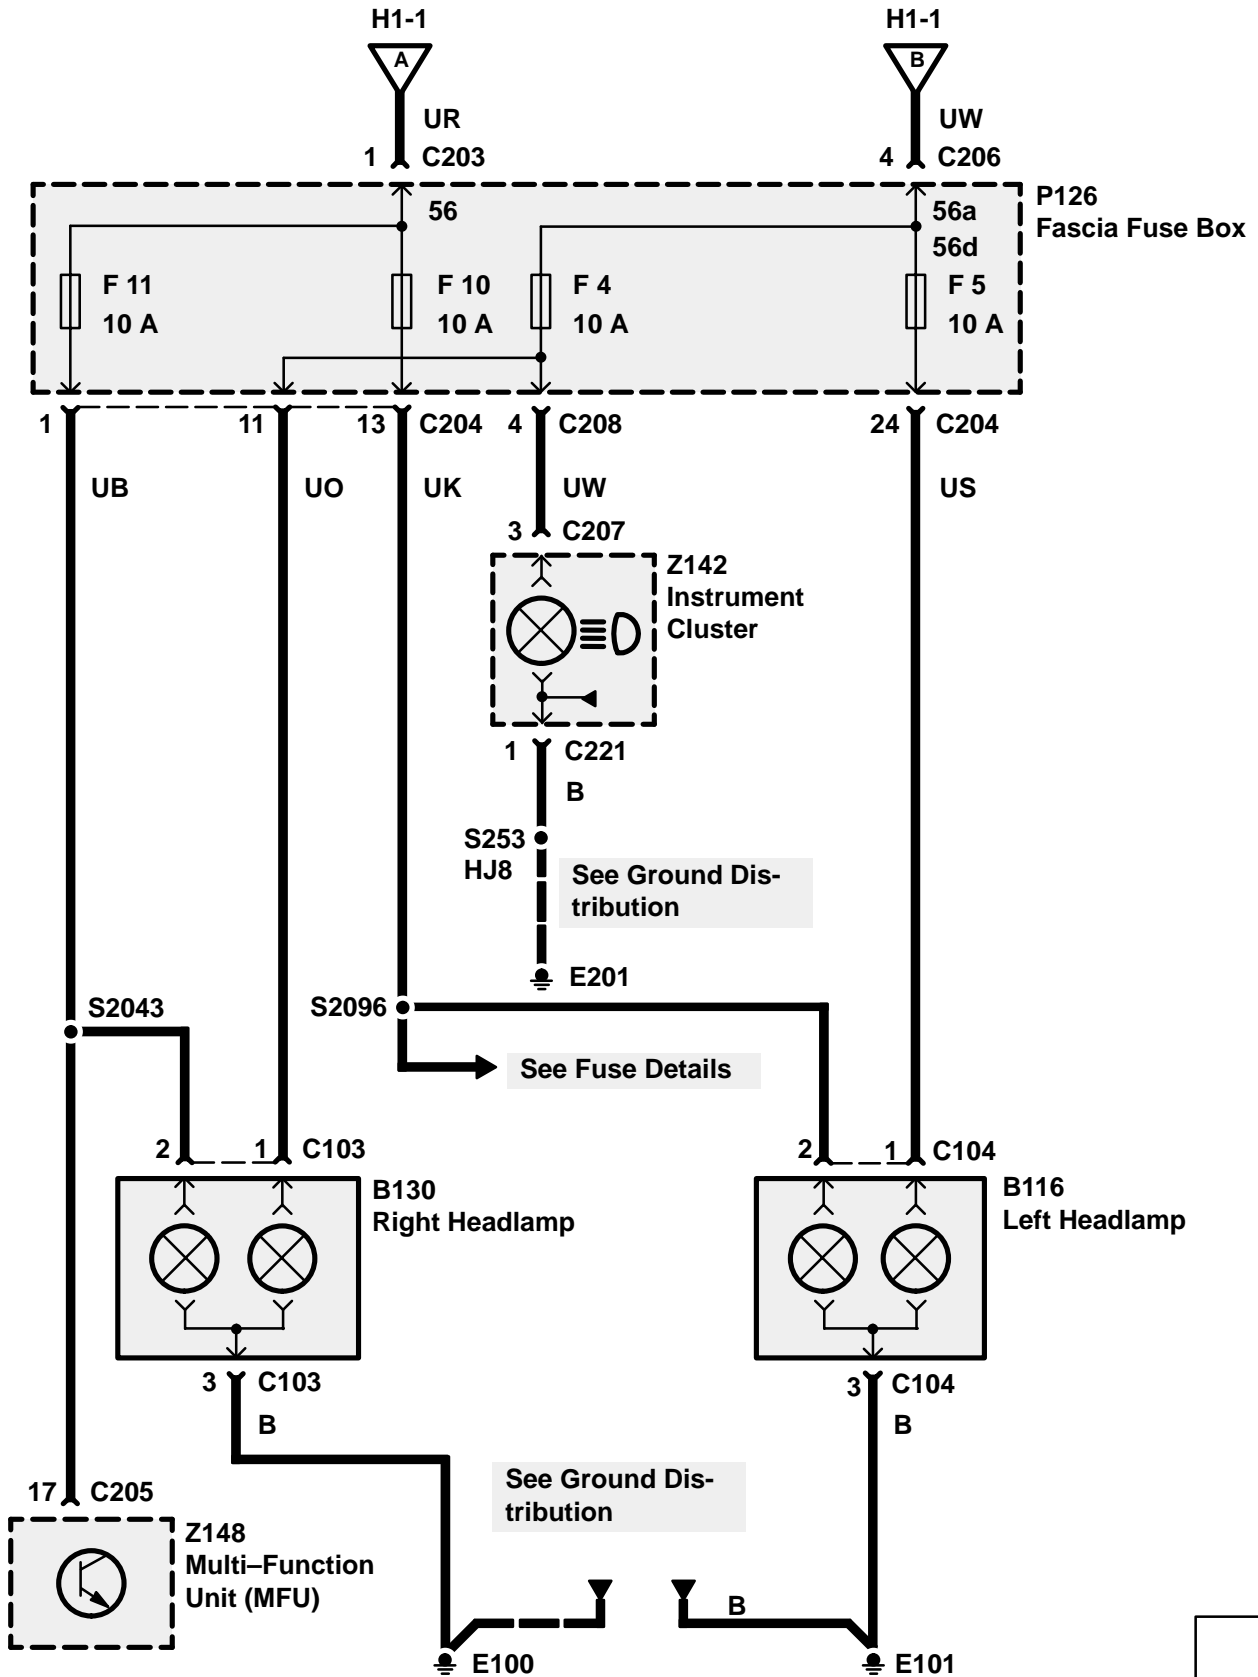 H1-1
H1-1
A
B
UR
UW
1 C203
4 C206
P126
Fascia Fuse Box
56
56a
56d
F 11
10 A
F 10
10 A
F 4
10 A
F 5
10 A
1
11
13 C204
4 C208
24 C204
UB
UO
UK
UW
US
3 C207
Z142
Instrument
Cluster
1 C221
B
S253
HJ8
See Ground Dis-
tribution
E201
S2043
S2096
See Fuse Details
2
1 C103
2
1 C104
B130
Right Headlamp
B116
Left Headlamp
3 C103
B
3 C104
B
See Ground Dis-
tribution
17 C205
Z148
Multi–Function
Unit (MFU)
B
E100
E101